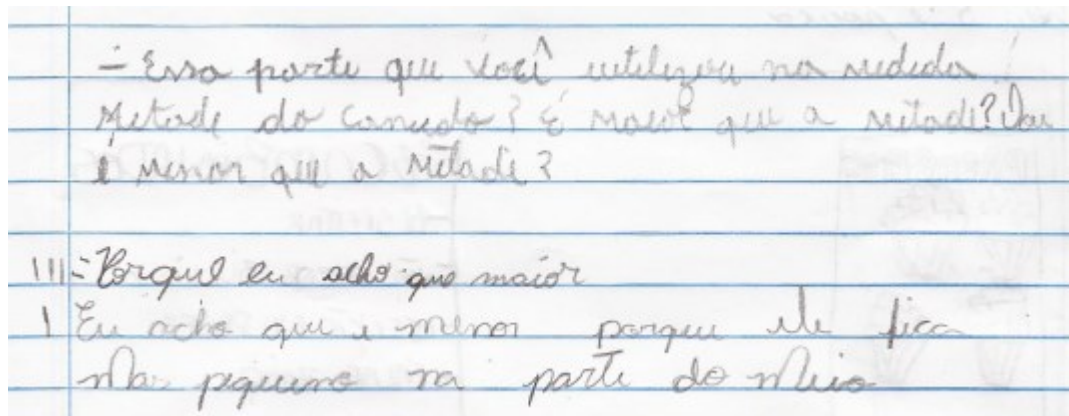 - Essa parte que você utilizou na medida
Metade do canudo? É maior que a metade? Ou
é menor que a metade?
III - Porque eu acho que maior
I Eu acho que e menor porque ele fica
Mas pequeno na parte do Meio